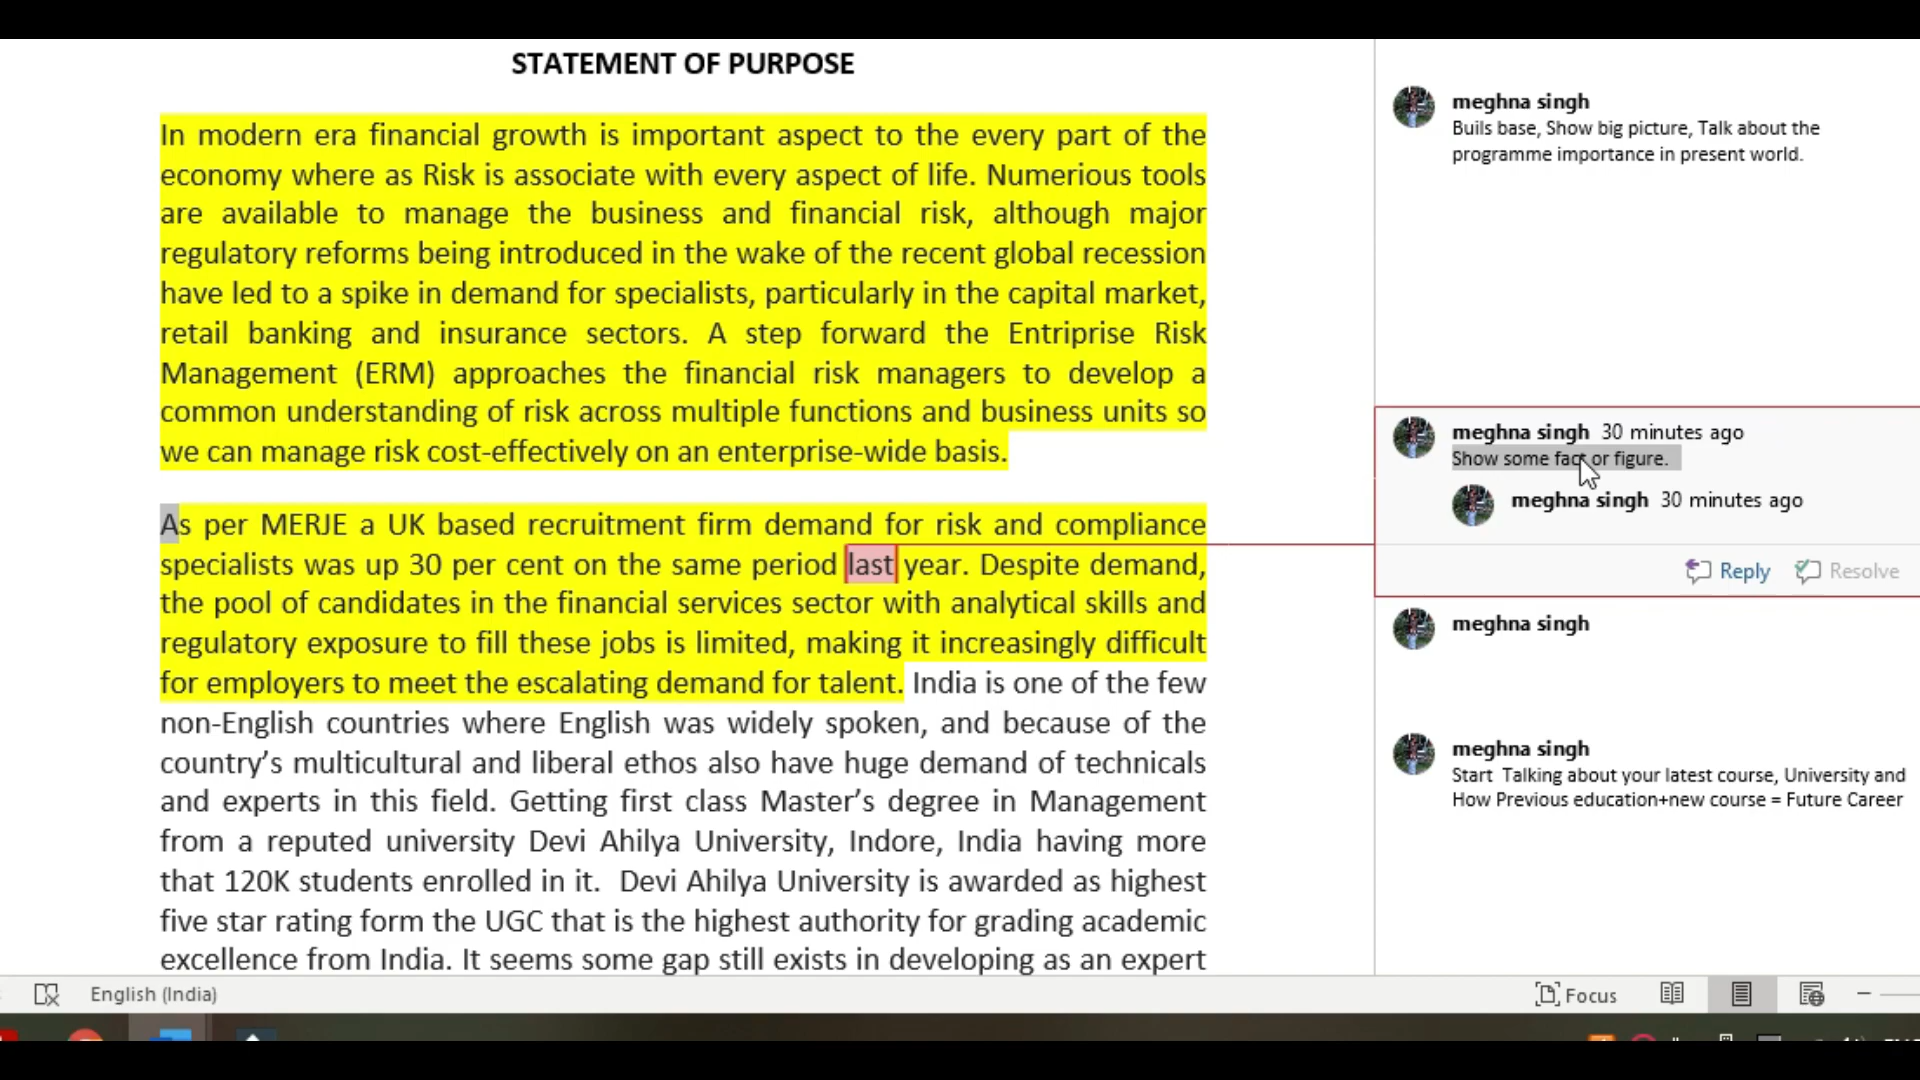 STATEMENT OF PURPOSE
In modern era financial growth is important aspect to the every part of the
economy where as Risk is associate with every aspect of life. Numerious tools
are available to manage the business and financial risk, although major
regulatory reforms being introduced in the wake of the recent global recession
have led to a spike in demand for specialists, particularly in the capital market,
retail banking and insurance sectors. A step forward the Entriprise Risk
Management (ERM) approaches the financial risk managers to develop a
common understanding of risk across multiple functions and business units so
we can manage risk cost-effectively on an enterprise-wide basis.
As per MERJE a UK based recruitment firm demand for risk and compliance
specialists was up 30 per cent on the same period last year. Despite demand,
the pool of candidates in the financial services sector with analytical skills and
regulatory exposure to fill these jobs is limited, making it increasingly difficult
for employers to meet the escalating demand for talent. India is one of the few
non-English countries where English was widely spoken, and because of the
country's multicultural and liberal ethos also have huge demand of technicals
and experts in this field. Getting first class Master's degree in Management
from a reputed university Devi Ahilya University, Indore, India having more
that 120K students enrolled in it. Devi Ahilya University is awarded as highest
five star rating form the UGC that is the highest authority for grading academic
excellence from India. It seems some gap still exists in developing as an expert
meghna singh
Buils base, Show big picture, Talk about the
programme importance in present world.
meghna singh 30 minutes ago
Show some fact or figure.
meghna singh 30 minutes ago
Reply Resolve
meghna singh
meghna singh
Start Talking about your latest course, University and
How Previous education+new course = Future Career
English (India)
Focus